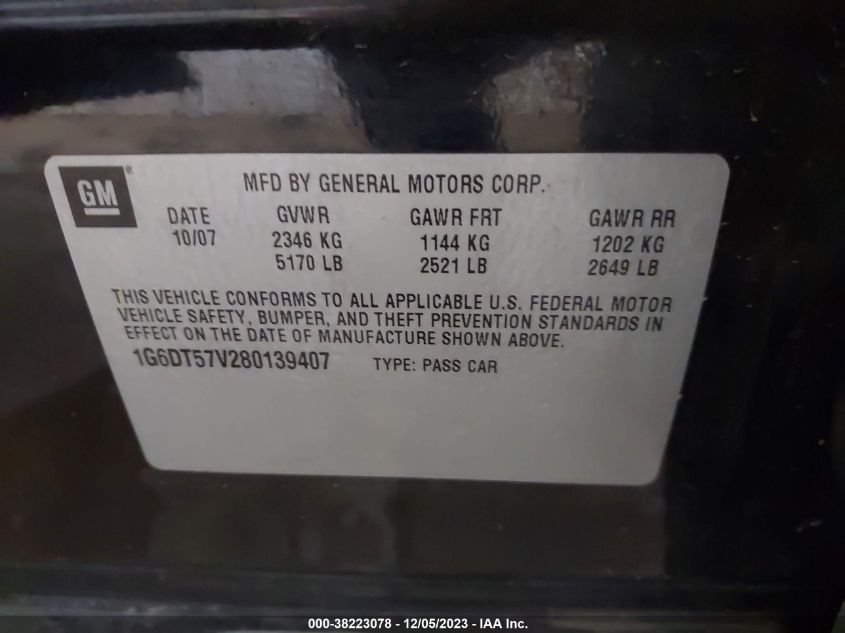 GM
MFD BY GENERAL MOTORS CORP.
DATE GVWR GAWR FRT GAWR RR
10/07 2346 KG 1144 KG 1202 KG
5170 LB 2521 LB 2649 LB
THIS VEHICLE CONFORMS TO ALL APPLICABLE U.S. FEDERAL MOTOR
VEHICLE SAFETY, BUMPER, AND THEFT PREVENTION STANDARDS IN
EFFECT ON THE DATE OF MANUFACTURE SHOWN ABOVE.
1G6DT57V280139407 TYPE: PASS CAR
000-38223078 - 12/05/2023 - IAA Inc.